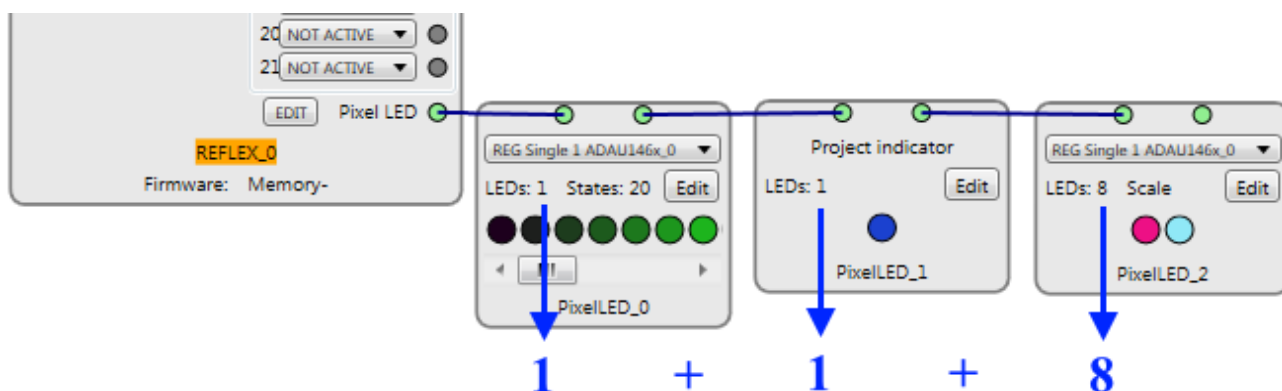 20 NOT ACTIVE
21 NOT ACTIVE
EDIT Pixel LED
REFLEX_0
Firmware: Memory-
REG Single 1 ADAU146x_0
LEDs: 1 States: 20 Edit
PixelLED_0
Project indicator
LEDs: 1 Edit
PixelLED_1
REG Single 1 ADAU146x_0
LEDs: 8 Scale Edit
PixelLED_2
1 + 1 + 8